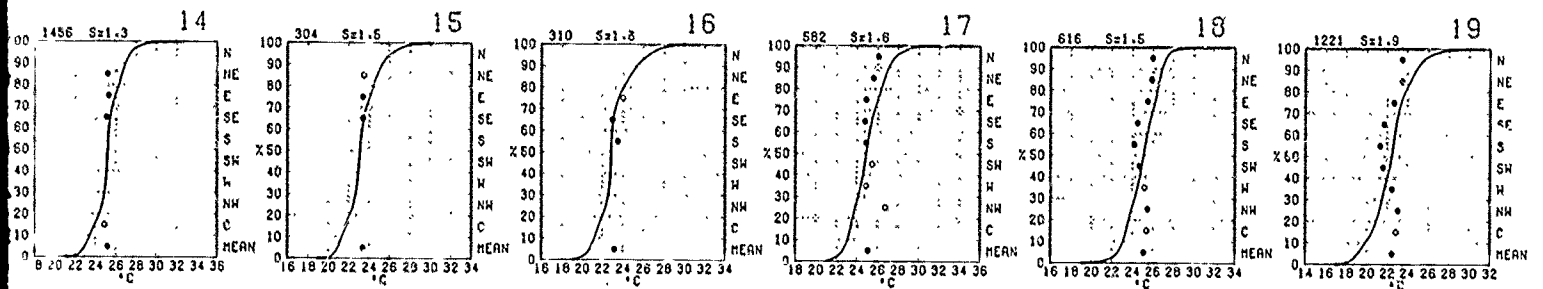 14
1456 S=1.3
90
80
70
60
50
40
30
20
10
0
N
NE
E
SE
S
SW
W
NW
C
MEAN
8 20 22 24 26 28 30 32 34 36
°C
15
304 S=1.5
100
90
80
70
60
%50
40
30
20
10
0
N
NE
E
SE
S
SW
W
NW
C
MEAN
16 18 20 22 24 26 28 30 32 34
°C
16
310 S=1.8
100
90
80
70
60
%50
40
30
20
10
0
N
NE
E
SE
S
SW
W
NW
C
MEAN
16 18 20 22 24 26 28 30 32 34
°C
17
582 S=1.6
100
90
80
70
60
%50
40
30
20
10
0
N
NE
E
SE
S
SW
W
NW
C
MEAN
18 20 22 24 26 28 30 32 34 36
°C
18
616 S=1.5
100
90
80
70
60
%50
40
30
20
10
0
N
NE
E
SE
S
SW
W
NW
C
MEAN
16 18 20 22 24 26 28 30 32 34
°C
19
1221 S=1.9
100
90
80
70
60
%50
40
30
20
10
0
N
NE
E
SE
S
SW
W
NW
C
MEAN
14 16 18 20 22 24 26 28 30 32
°C